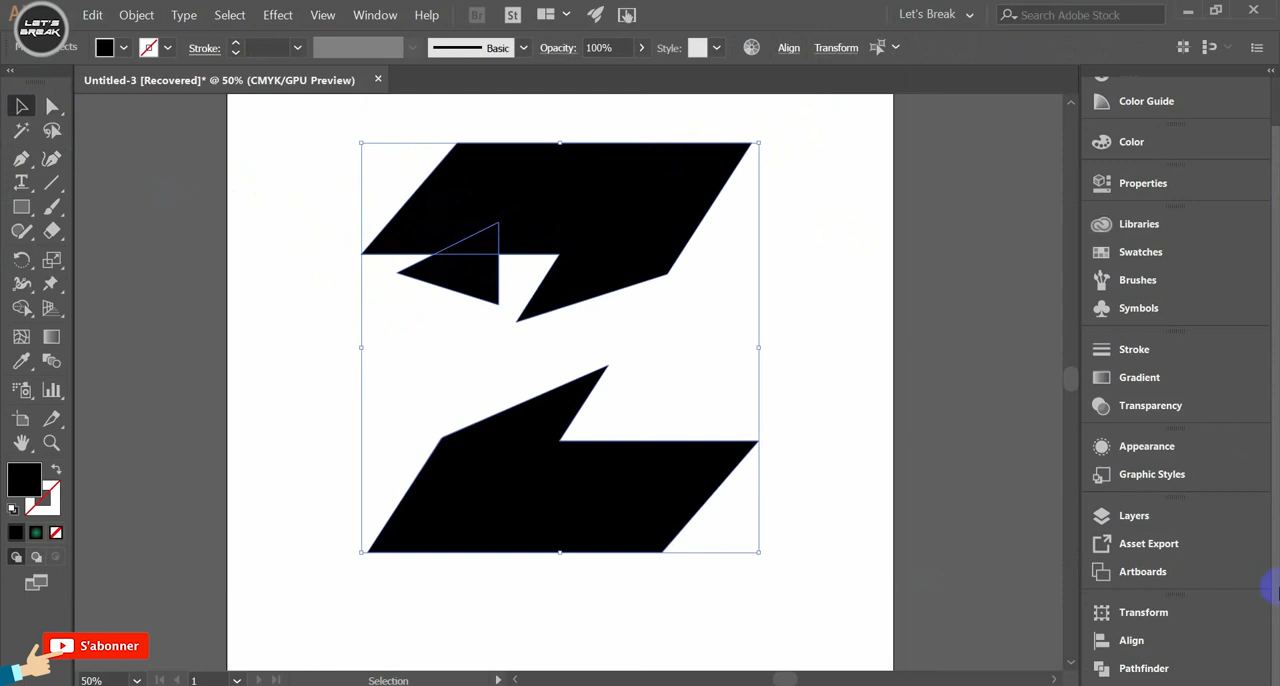 LET'S BREAK
Edit Object Type Select Effect View Window Help Br St Let's Break Search Adobe Stock
Stroke: Basic Opacity: 100% Style: Align Transform
Untitled-3 [Recovered]* @ 50% (CMYK/GPU Preview)
Color Guide
Color
Properties
Libraries
Swatches
Brushes
Symbols
Stroke
Gradient
Transparency
Appearance
Graphic Styles
Layers
Asset Export
Artboards
Transform
Align
Pathfinder
S'abonner
50% 1 Selection